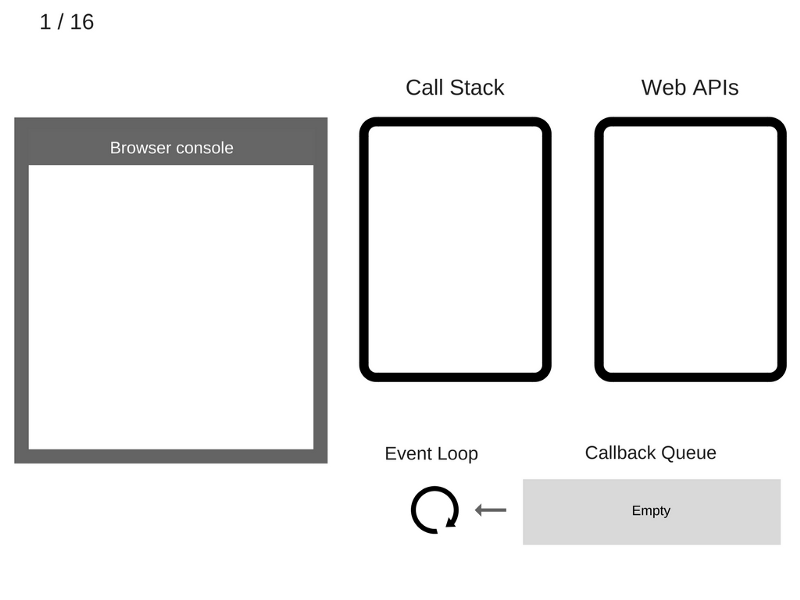 1 / 16
Call Stack
Web APIs
Browser console
Event Loop
Callback Queue
Empty